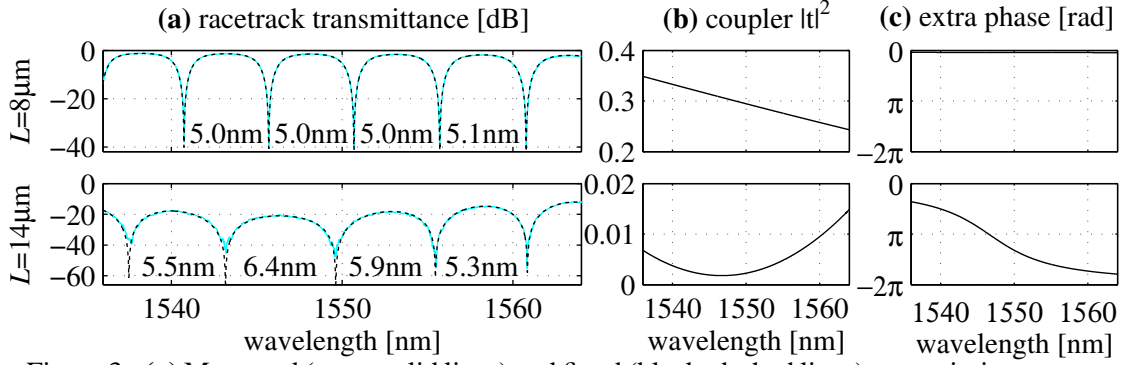 (a) racetrack transmittance [dB]
(b) coupler |t|²
(c) extra phase [rad]
L=8μm
0
−20
−40
5.0nm 5.0nm 5.0nm 5.1nm
0.4
0.3
0.2
0
π
−2π
L=14μm
0
−20
−40
−60
5.5nm 6.4nm 5.9nm 5.3nm
1540 1550 1560
wavelength [nm]
0.02
0.01
0
1540 1550 1560
wavelength [nm]
0
π
−2π
1540 1550 1560
wavelength [nm]